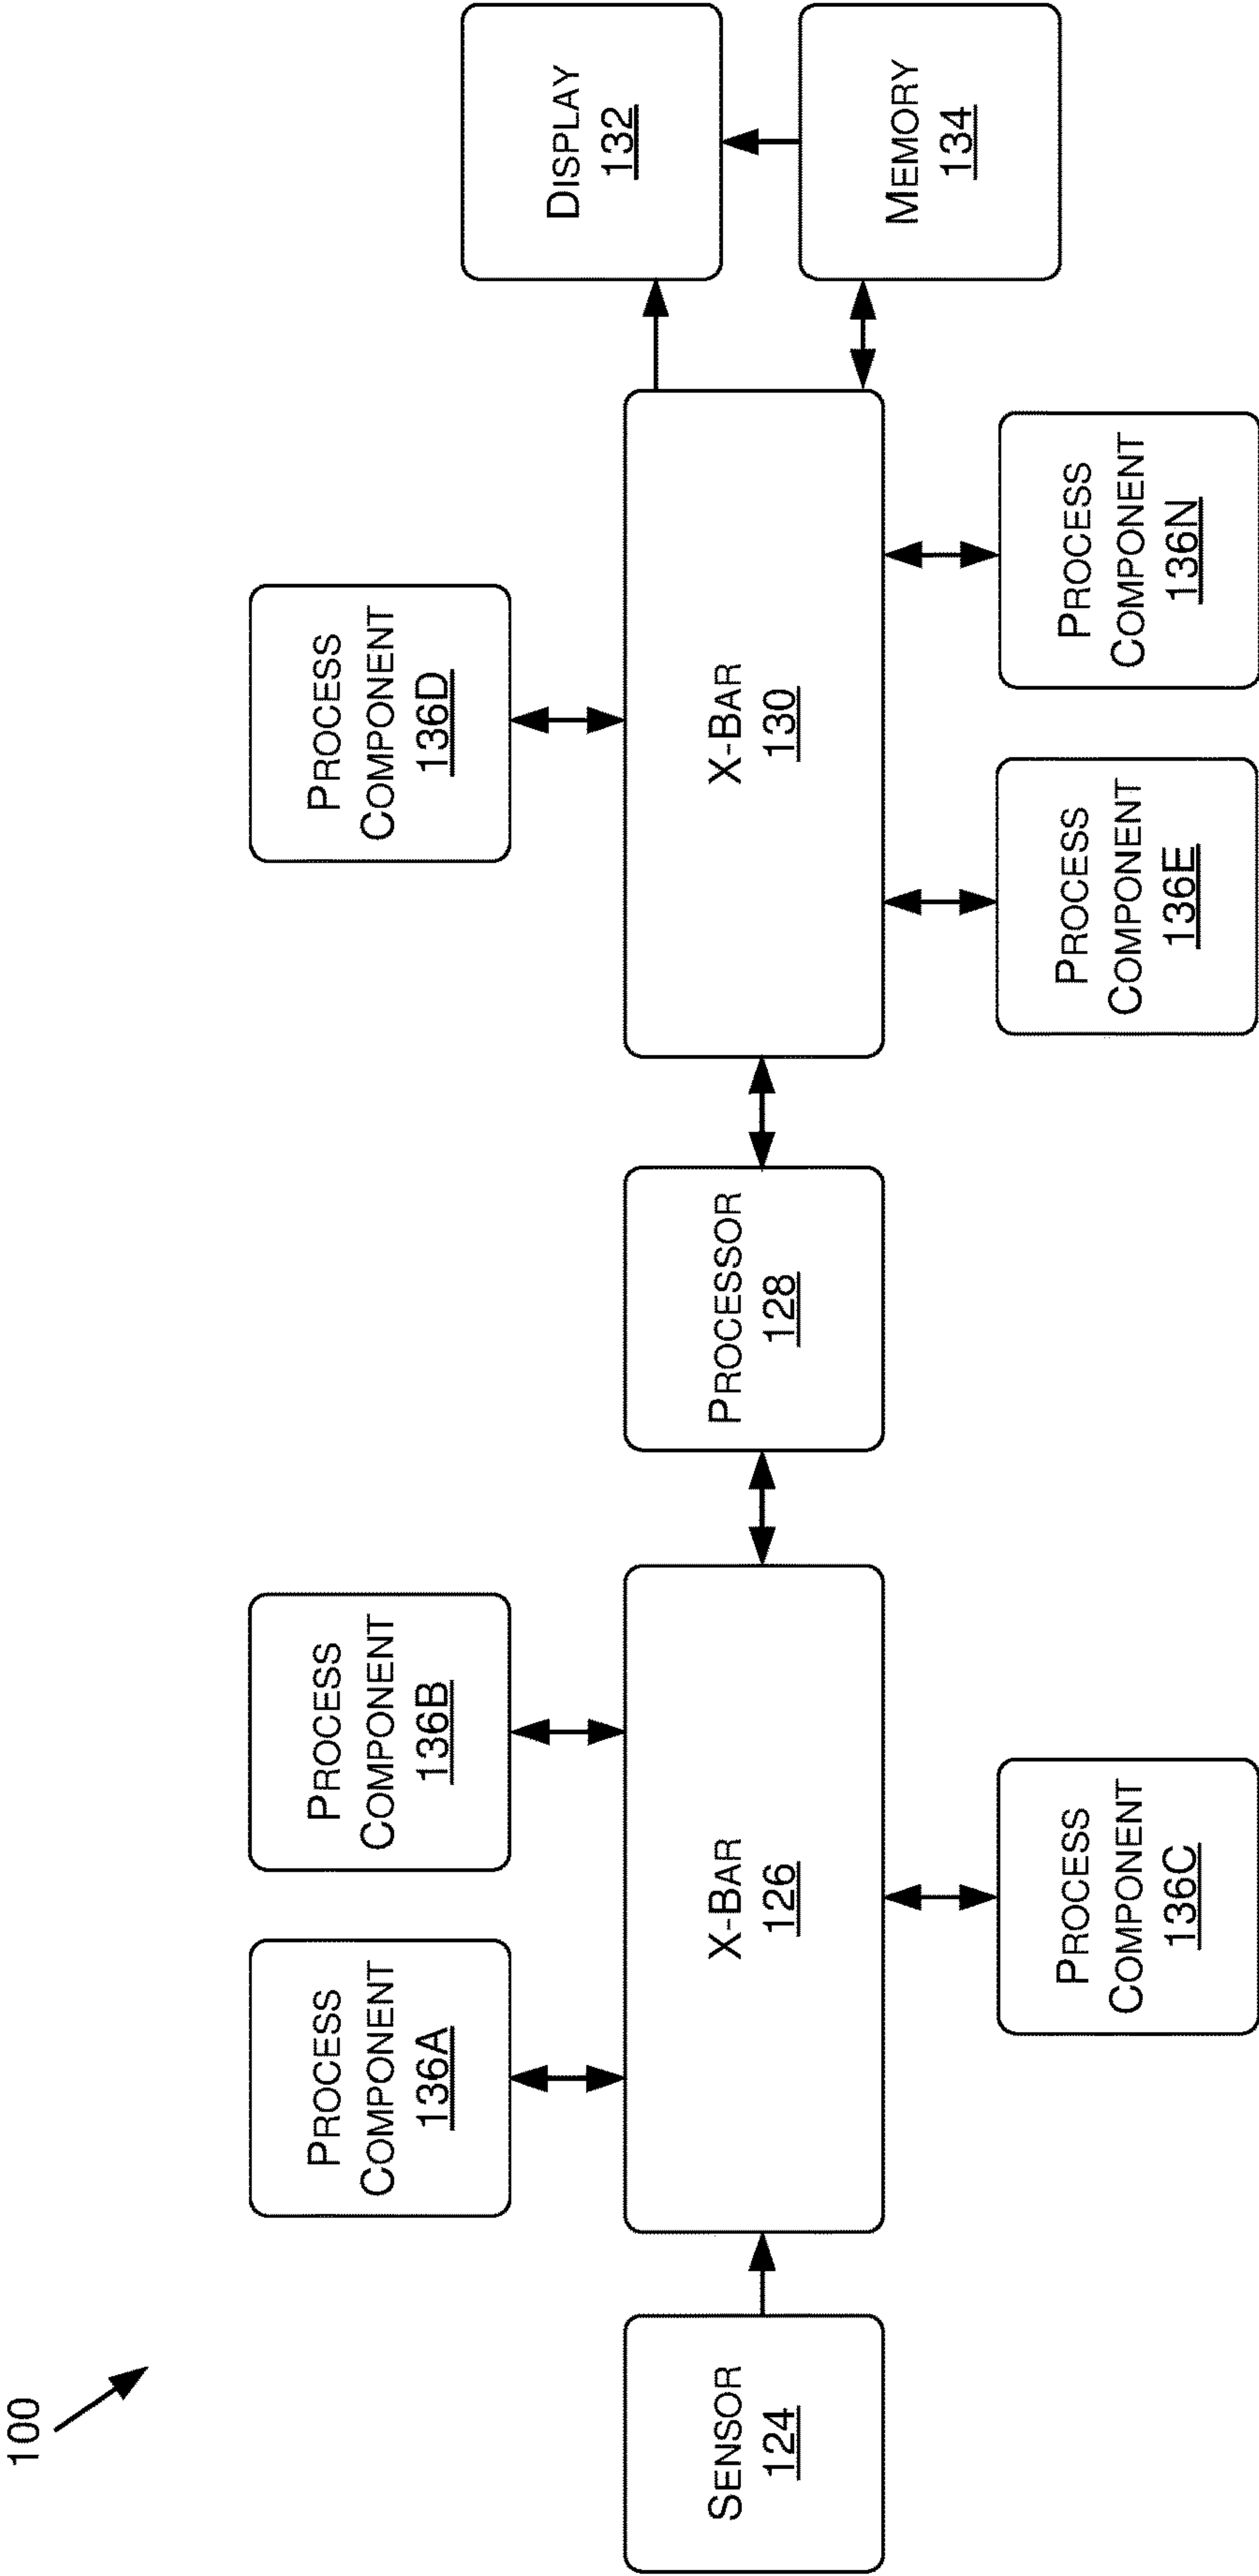 100
PROCESS
COMPONENT
136A
PROCESS
COMPONENT
136B
PROCESS
COMPONENT
136D
DISPLAY
132
SENSOR
124
X-BAR
126
PROCESSOR
128
X-BAR
130
MEMORY
134
PROCESS
COMPONENT
136C
PROCESS
COMPONENT
136E
PROCESS
COMPONENT
136N